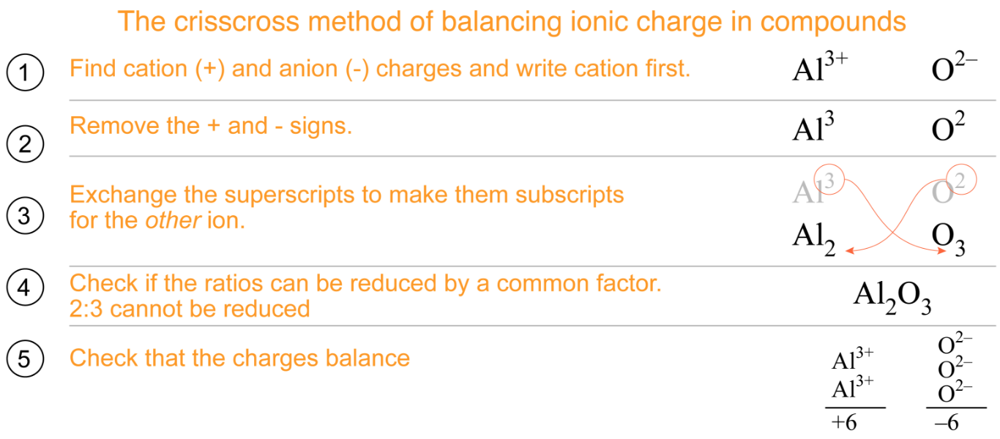 The crisscross method of balancing ionic charge in compounds
1 Find cation (+) and anion (-) charges and write cation first. Al³⁺ O²⁻
2 Remove the + and - signs. Al³ O²
3 Exchange the superscripts to make them subscripts
for the other ion.
Al³ O²
Al₂ O₃
4 Check if the ratios can be reduced by a common factor.
2:3 cannot be reduced
Al₂O₃
5 Check that the charges balance
Al³⁺
Al³⁺
+6
O²⁻
O²⁻
O²⁻
–6